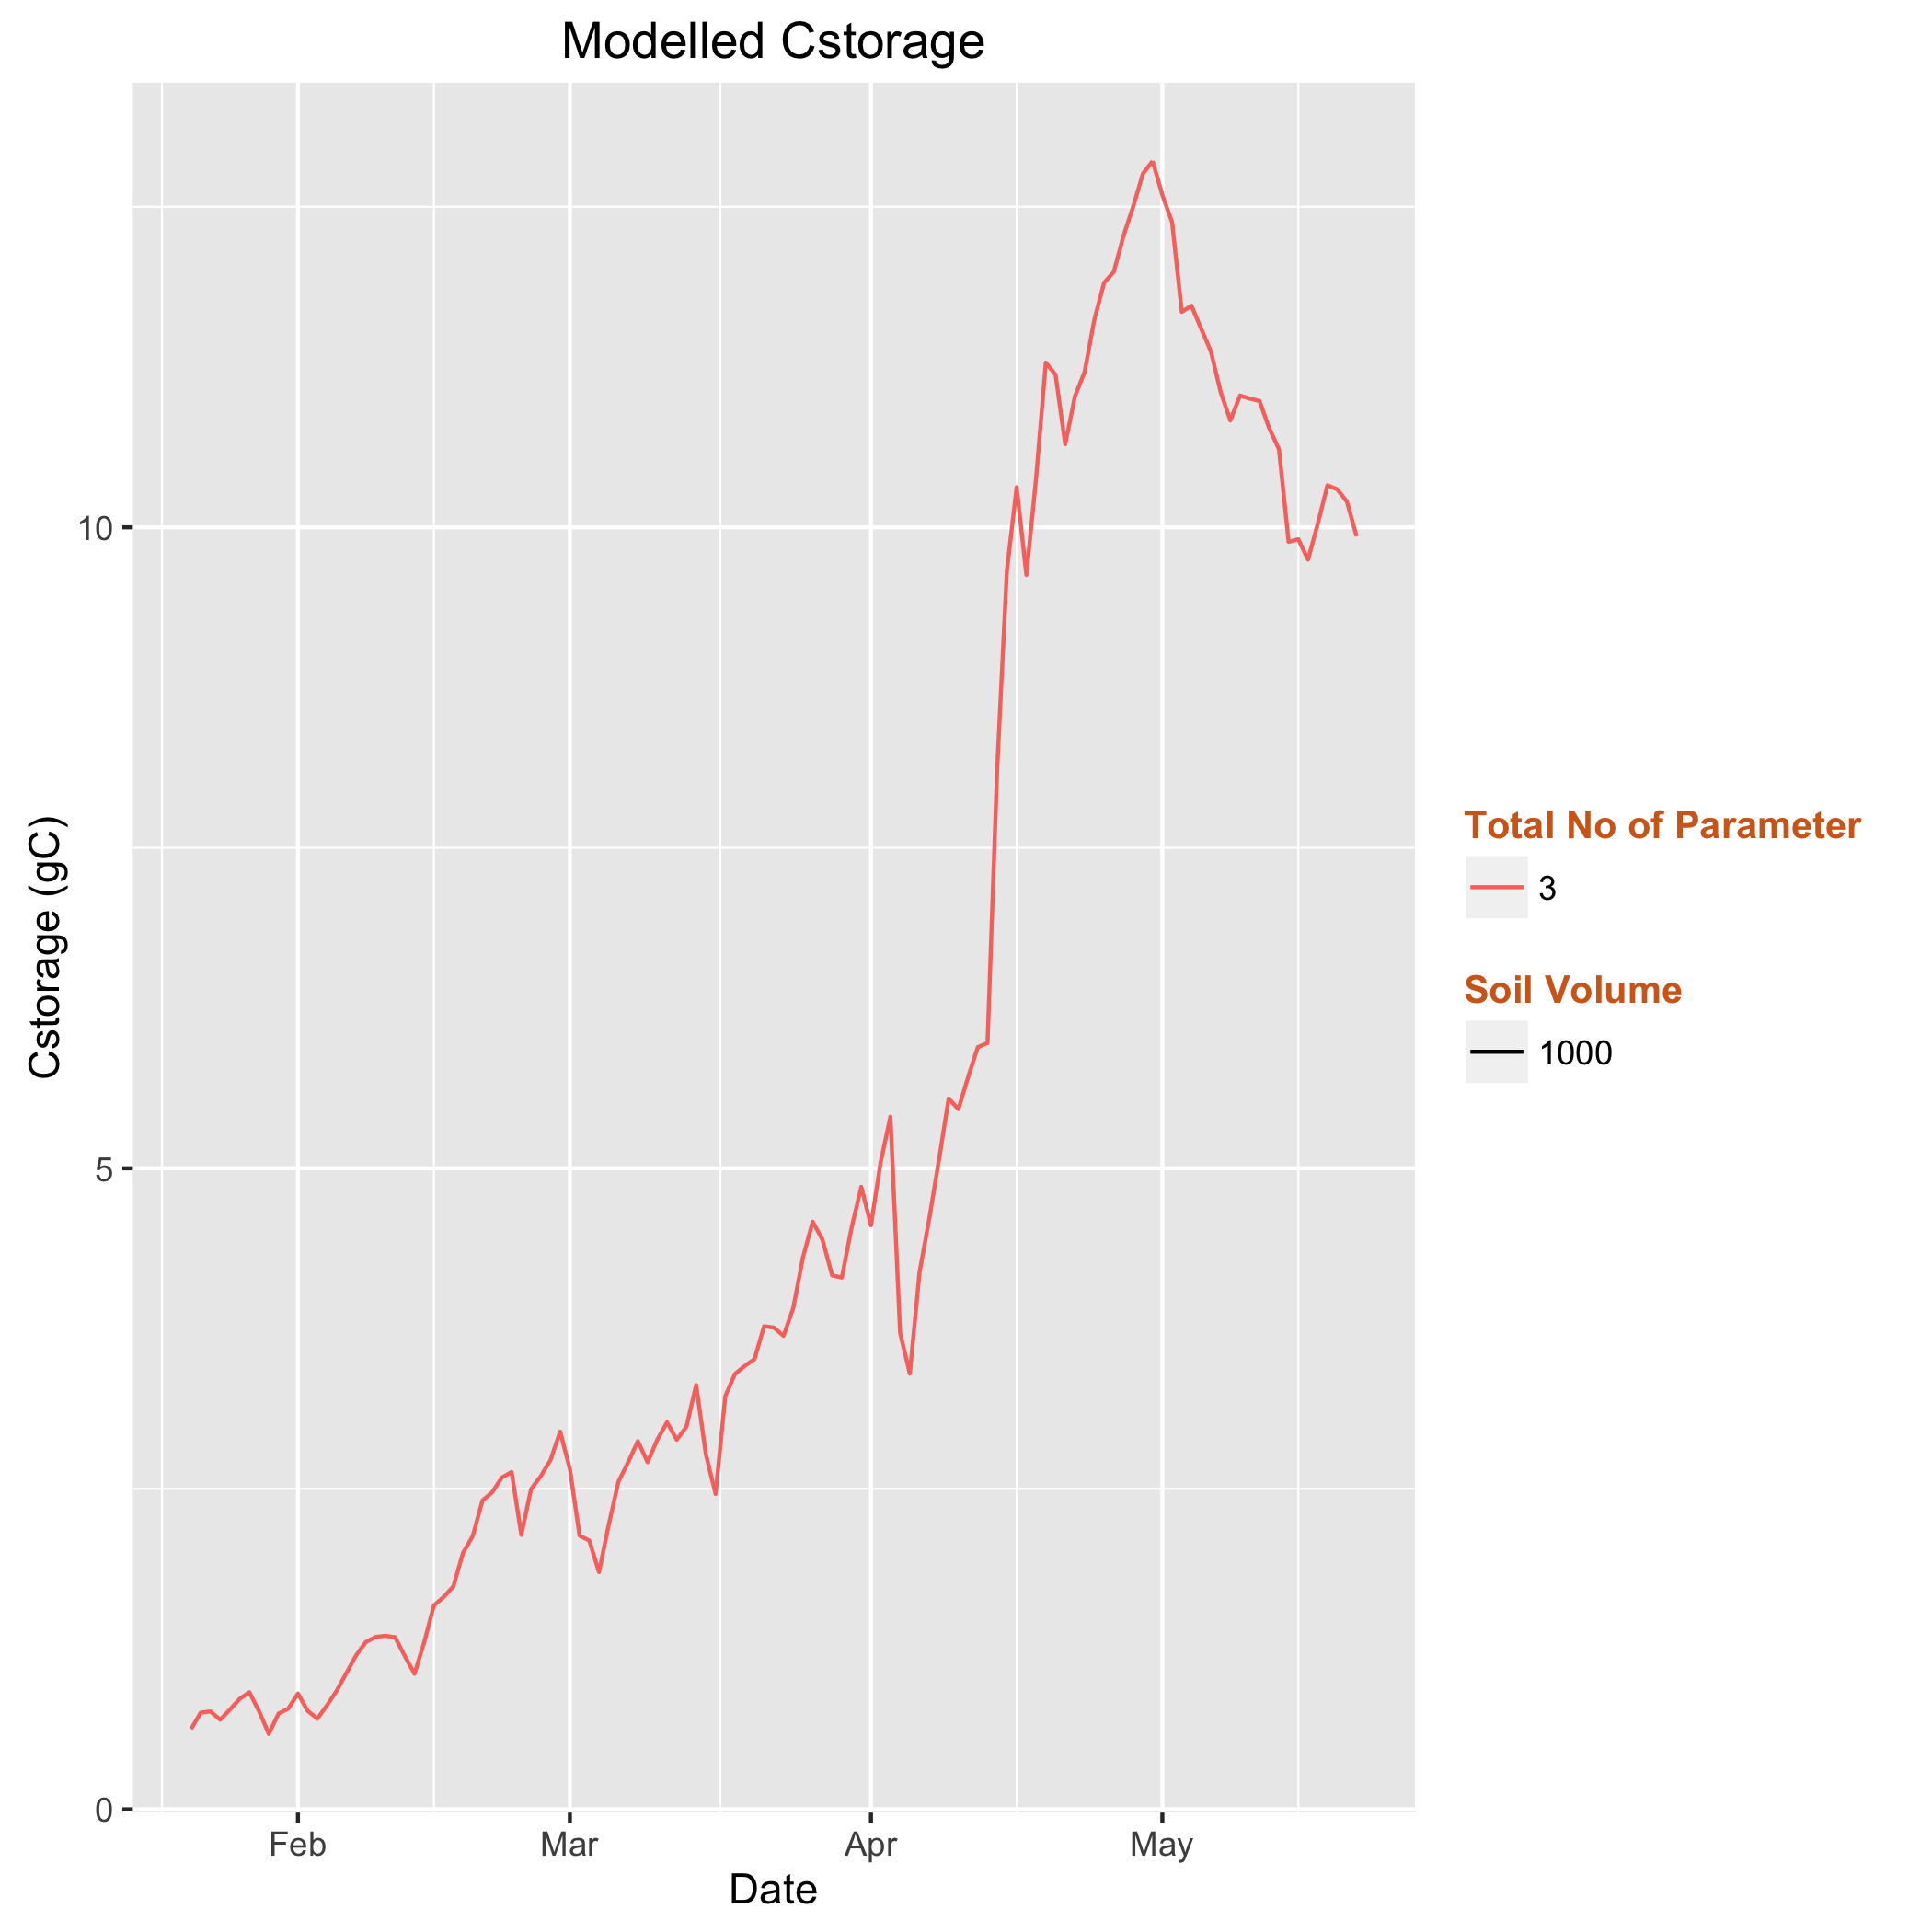 Modelled Cstorage
Cstorage (gC)
10
5
0
Feb Mar Apr May
Date
Total No of Parameter
3
Soil Volume
1000